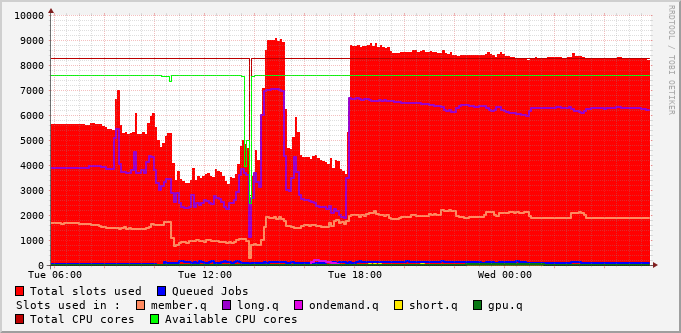 RRDTOOL / TOBI OETIKER
10000
9000
8000
7000
6000
5000
4000
3000
2000
1000
0
Tue 06:00 Tue 12:00 Tue 18:00 Wed 00:00
Total slots used Queued Jobs
Slots used in : member.q long.q ondemand.q short.q gpu.q
Total CPU cores Available CPU cores